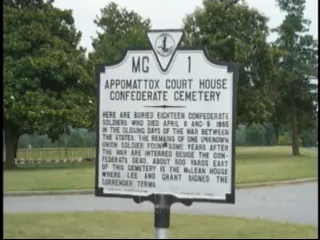 MG 1
APPOMATTOX COURT HOUSE
CONFEDERATE CEMETERY
HERE ARE BURIED EIGHTEEN CONFEDERATE
SOLDIERS WHO DIED APRIL 8 AND 9 1865
IN THE CLOSING DAYS OF THE WAR BETWEEN
THE STATES. THE REMAINS OF ONE UNKNOWN
UNION SOLDIER FOUND SOME YEARS AFTER
THE WAR ARE INTERRED BESIDE THE CON-
FEDERATE DEAD. ABOUT 500 YARDS EAST
OF THIS CEMETERY IS THE McLEAN HOUSE
WHERE LEE AND GRANT SIGNED THE
SURRENDER TERMS